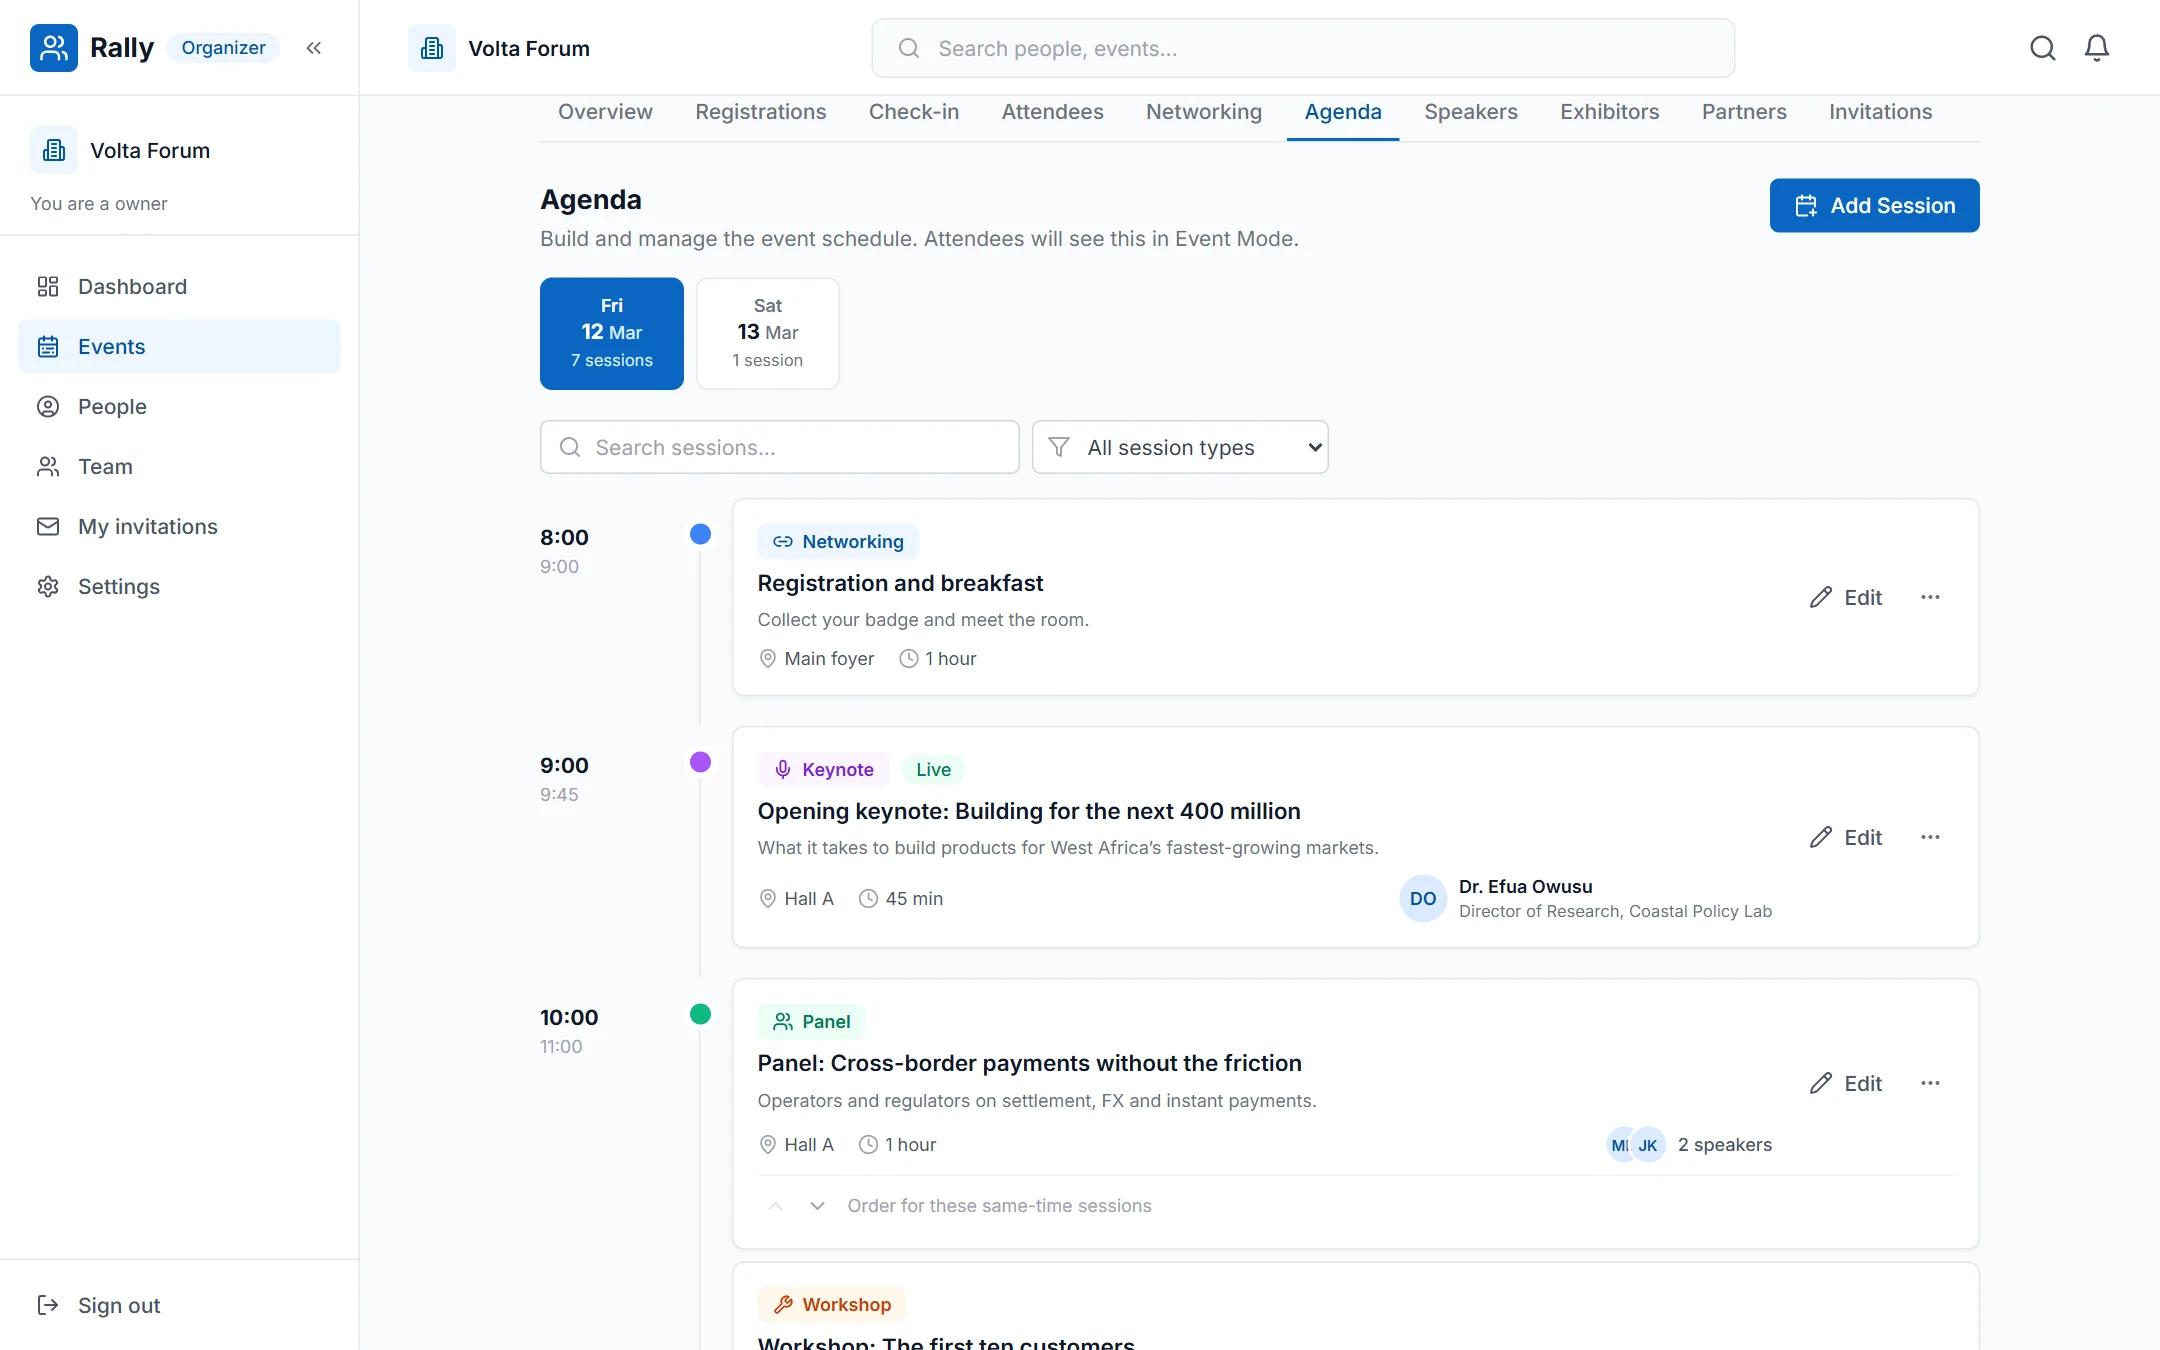 Rally Organizer
Volta Forum
Search people, events...
Volta Forum
You are a owner
Dashboard
Events
People
Team
My invitations
Settings
Sign out
Overview Registrations Check-in Attendees Networking Agenda Speakers Exhibitors Partners Invitations
Agenda
Build and manage the event schedule. Attendees will see this in Event Mode.
Add Session
Fri
12 Mar
7 sessions
Sat
13 Mar
1 session
Search sessions...
All session types
8:00
9:00
Networking
Registration and breakfast
Collect your badge and meet the room.
Main foyer 1 hour
Edit
9:00
9:45
Keynote Live
Opening keynote: Building for the next 400 million
What it takes to build products for West Africa’s fastest-growing markets.
Hall A 45 min
DO
Dr. Efua Owusu
Director of Research, Coastal Policy Lab
Edit
10:00
11:00
Panel
Panel: Cross-border payments without the friction
Operators and regulators on settlement, FX and instant payments.
Hall A 1 hour
JK 2 speakers
Edit
Order for these same-time sessions
Workshop
Workshop: The first ten customers